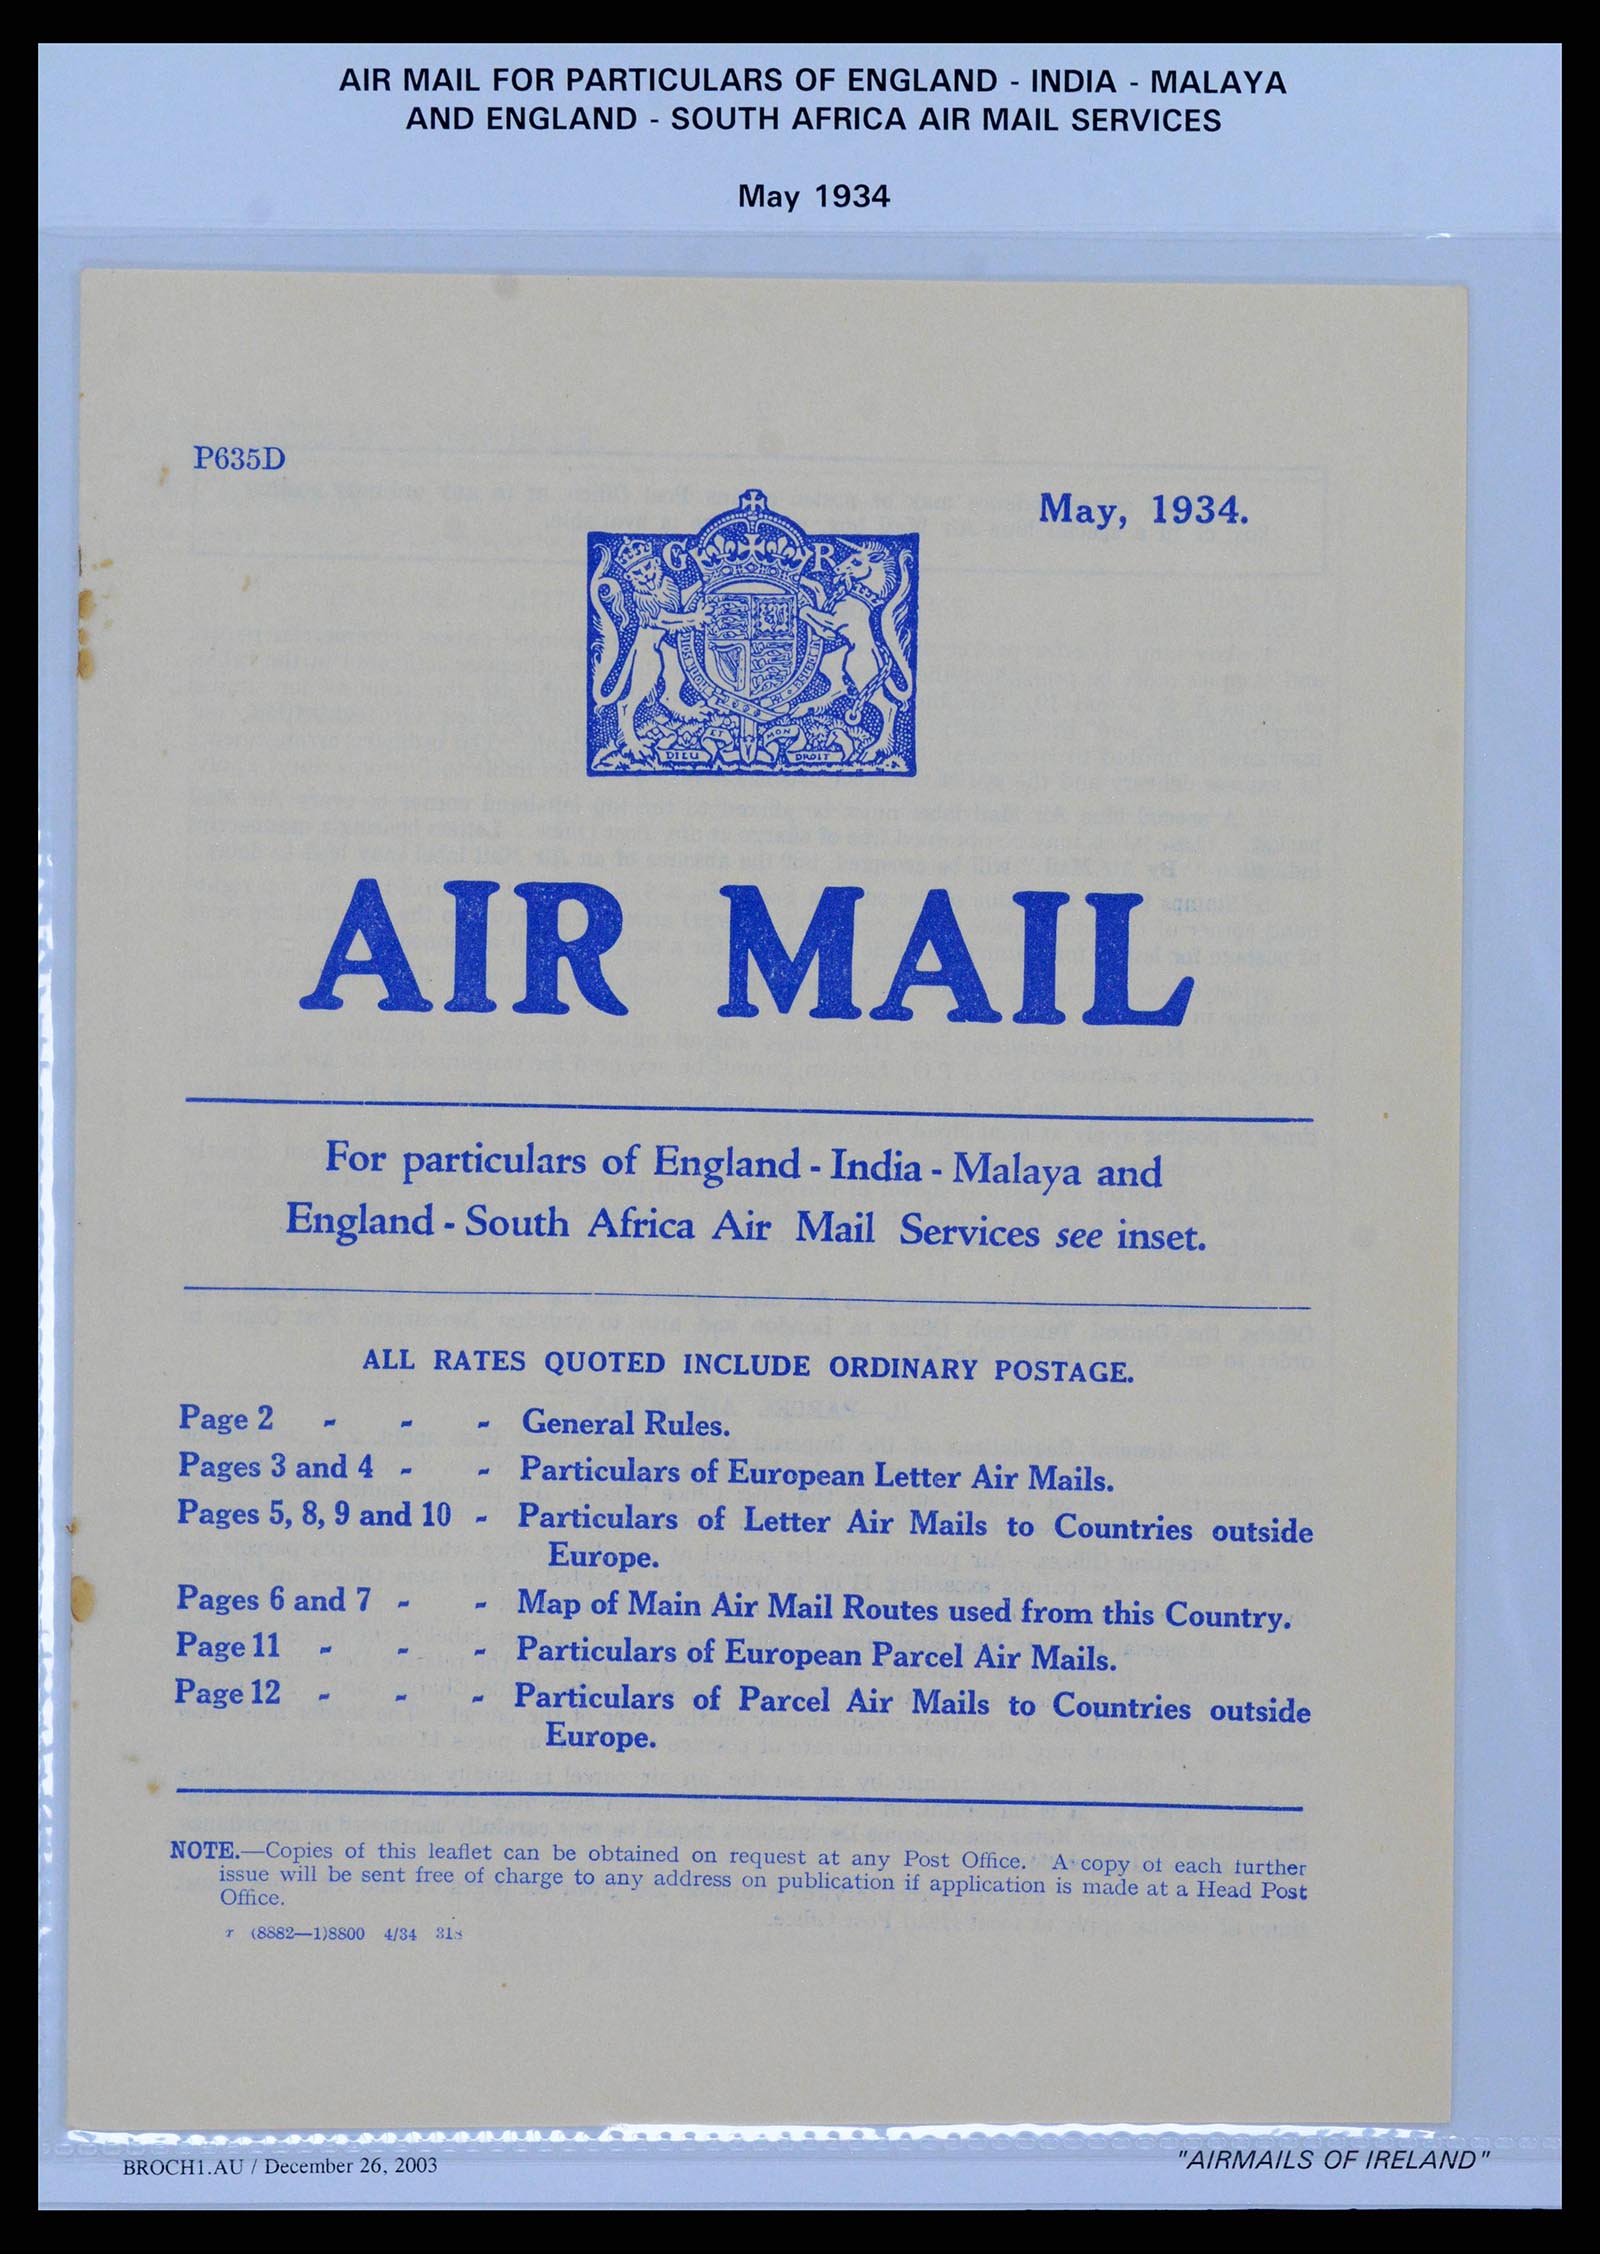 AIR MAIL FOR PARTICULARS OF ENGLAND - INDIA - MALAYA
AND ENGLAND - SOUTH AFRICA AIR MAIL SERVICES
May 1934
P635D
May, 1934.
G R
DIEU ET MON DROIT
AIR MAIL
For particulars of England - India - Malaya and
England - South Africa Air Mail Services see inset.
ALL RATES QUOTED INCLUDE ORDINARY POSTAGE.
Page 2 - - - General Rules.
Pages 3 and 4 - - Particulars of European Letter Air Mails.
Pages 5, 8, 9 and 10 - Particulars of Letter Air Mails to Countries outside
Europe.
Pages 6 and 7 - - Map of Main Air Mail Routes used from this Country.
Page 11 - - - Particulars of European Parcel Air Mails.
Page 12 - - - Particulars of Parcel Air Mails to Countries outside
Europe.
NOTE.—Copies of this leaflet can be obtained on request at any Post Office. A copy of each further
issue will be sent free of charge to any address on publication if application is made at a Head Post
Office.
(8882—1)8800 4/34
BROCH1.AU / December 26, 2003
"AIRMAILS OF IRELAND"